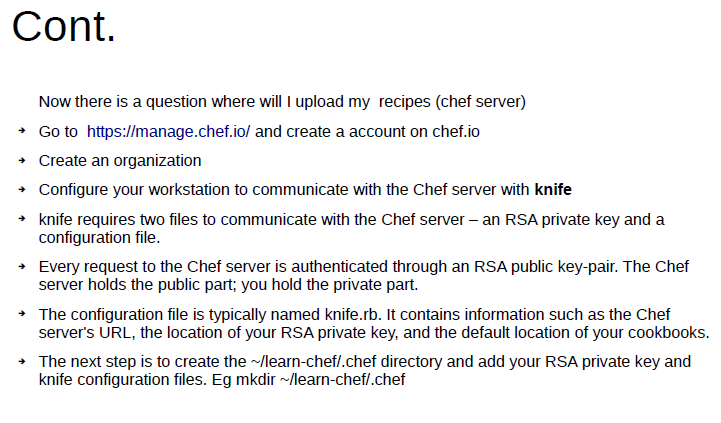 Cont.
Now there is a question where will I upload my  recipes (chef server)
Go to  https://manage.chef.io/ and create a account on chef.io
Create an organization
Configure your workstation to communicate with the Chef server with knife
knife requires two files to communicate with the Chef server – an RSA private key and a
configuration file.
Every request to the Chef server is authenticated through an RSA public key-pair. The Chef
server holds the public part; you hold the private part.
The configuration file is typically named knife.rb. It contains information such as the Chef
server's URL, the location of your RSA private key, and the default location of your cookbooks.
The next step is to create the ~/learn-chef/.chef directory and add your RSA private key and
knife configuration files. Eg mkdir ~/learn-chef/.chef